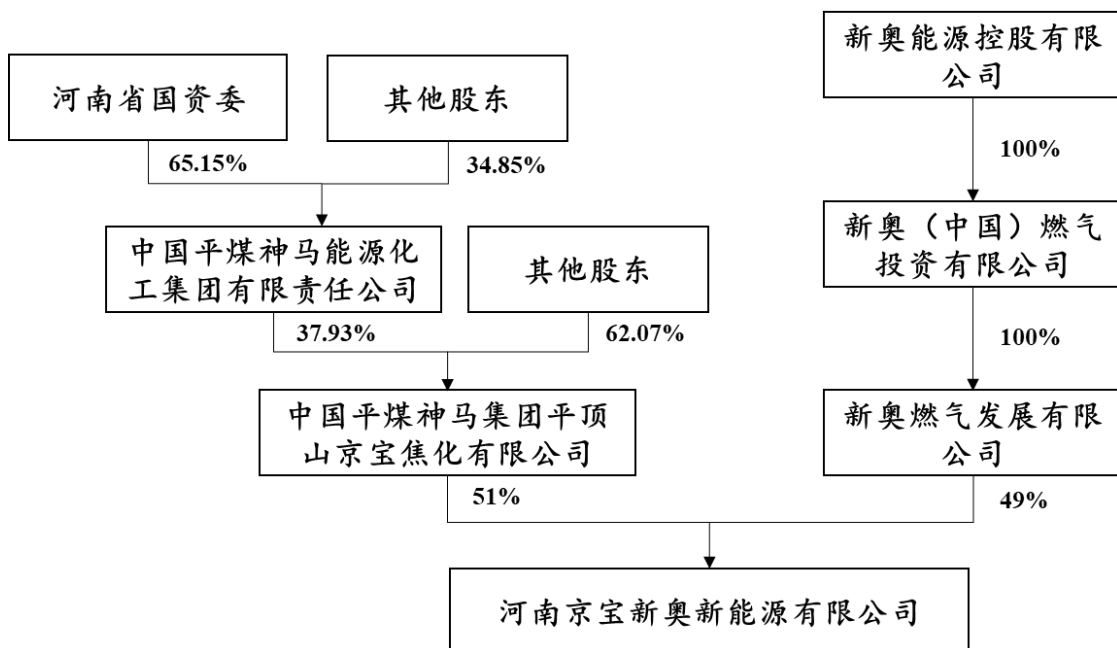 新奥能源控股有限
公司
河南省国资委
其他股东
65.15%
34.85%
100%
中国平煤神马能源化
工集团有限责任公司
其他股东
新奥（中国）燃气
投资有限公司
37.93%
62.07%
100%
中国平煤神马集团平顶
山京宝焦化有限公司
新奥燃气发展有限
公司
51%
49%
河南京宝新奥新能源有限公司